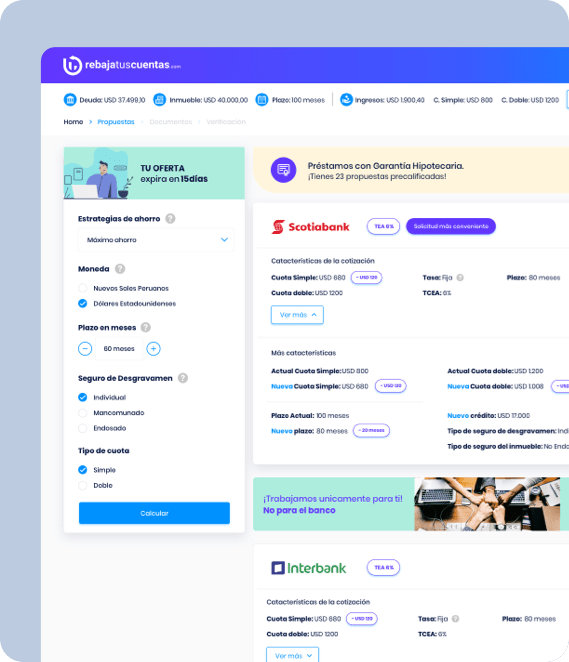 rebajatuscuentas.com
Deuda: USD 37.499,10 Inmueble: USD 40.000,00 Plazo: 100 meses Ingresos: USD 1.900,40 C. Simple: USD 800 C. Doble: USD 1200
Home > Propuestas > Documentos > Verificación
TU OFERTA
expira en 15días
Estrategias de ahorro ?
Máximo ahorro
Moneda ?
Nuevos Soles Peruanos
Dólares Estadounidenses
Plazo en meses ?
− 60 meses +
Seguro de Desgravamen ?
Individual
Mancomunado
Endosado
Tipo de cuota
Simple
Doble
Calcular
Préstamos con Garantía Hipotecaria.
¡Tienes 23 propuestas precalificadas!
Scotiabank TEA 6% Solicitud más conveniente
Catacterísticas de la cotización
Cuota Simple: USD 680 - USD 120 Tasa: Fija ? Plazo: 80 meses
Cuota doble: USD 1200 TCEA: 6%
Ver más
Más catacterísticas
Actual Cuota Simple: USD 800 Actual Cuota doble: USD 1.200
Nueva Cuota Simple: USD 680 - USD 120 Nueva Cuota doble: USD 1.008 - USD
Plazo Actual: 100 meses Nuevo crédito: USD 17.000
Nuevo plazo: 80 meses - 20 meses Tipo de seguro de desgravamen: Indi
Tipo de seguro del inmueble: No Endo
¡Trabajamos unicamente para ti!
No para el banco
Interbank TEA 6%
Catacterísticas de la cotización
Cuota Simple: USD 680 - USD 120 Tasa: Fija ? Plazo: 80 meses
Cuota doble: USD 1200 TCEA: 6%
Ver más